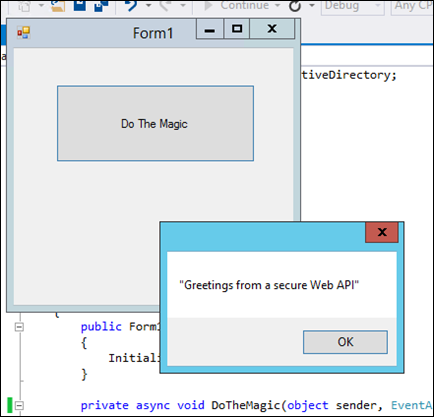 Continue Debug Any CP
Form1
tiveDirectory;
Do The Magic
"Greetings from a secure Web API"
OK
{
public Form1
{
Initiali
}
private async void DoTheMagic(object sender, EventA